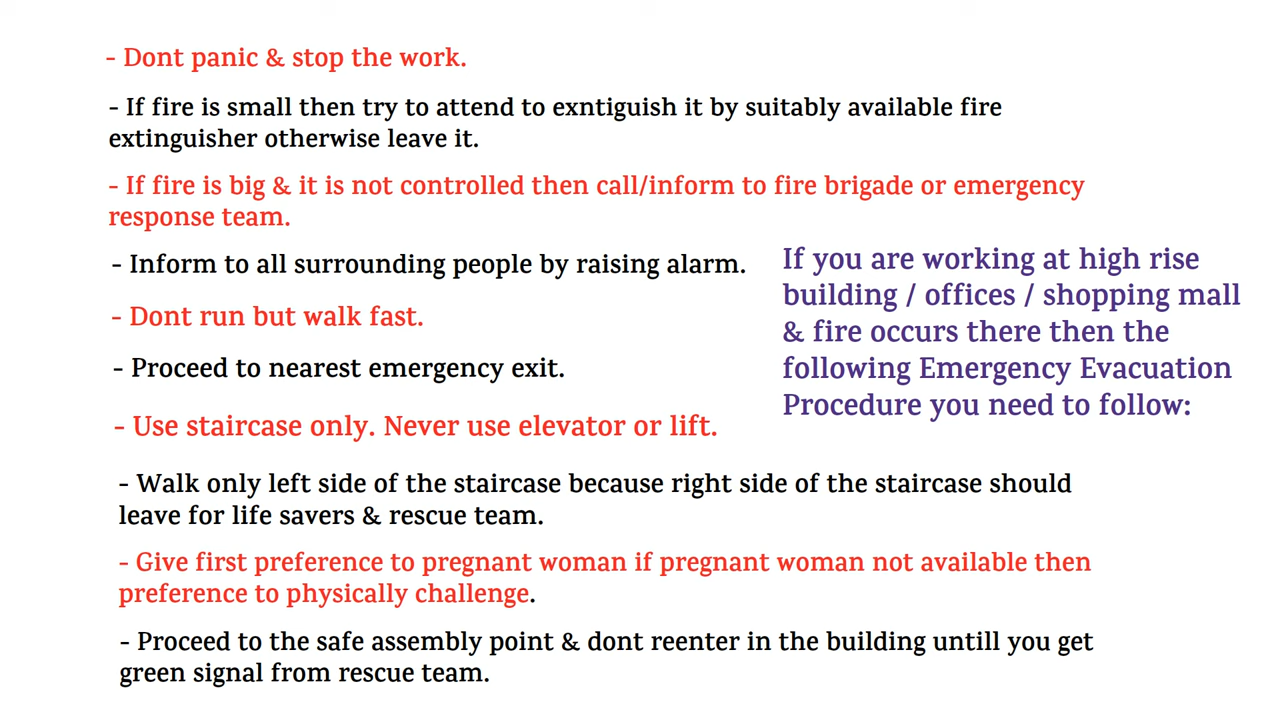 - Dont panic & stop the work.
- If fire is small then try to attend to exntiguish it by suitably available fire
extinguisher otherwise leave it.
- If fire is big & it is not controlled then call/inform to fire brigade or emergency
response team.
- Inform to all surrounding people by raising alarm.
- Dont run but walk fast.
- Proceed to nearest emergency exit.
- Use staircase only. Never use elevator or lift.
If you are working at high rise
building / offices / shopping mall
& fire occurs there then the
following Emergency Evacuation
Procedure you need to follow:
- Walk only left side of the staircase because right side of the staircase should
leave for life savers & rescue team.
- Give first preference to pregnant woman if pregnant woman not available then
preference to physically challenge.
- Proceed to the safe assembly point & dont reenter in the building untill you get
green signal from rescue team.